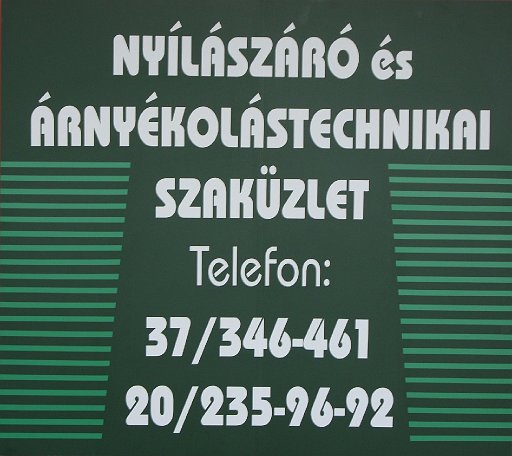 NYÍLÁSZÁRÓ és
ÁRNYÉKOLÁSTECHNIKAI
SZAKÜZLET
Telefon:
37/346-461
20/235-96-92